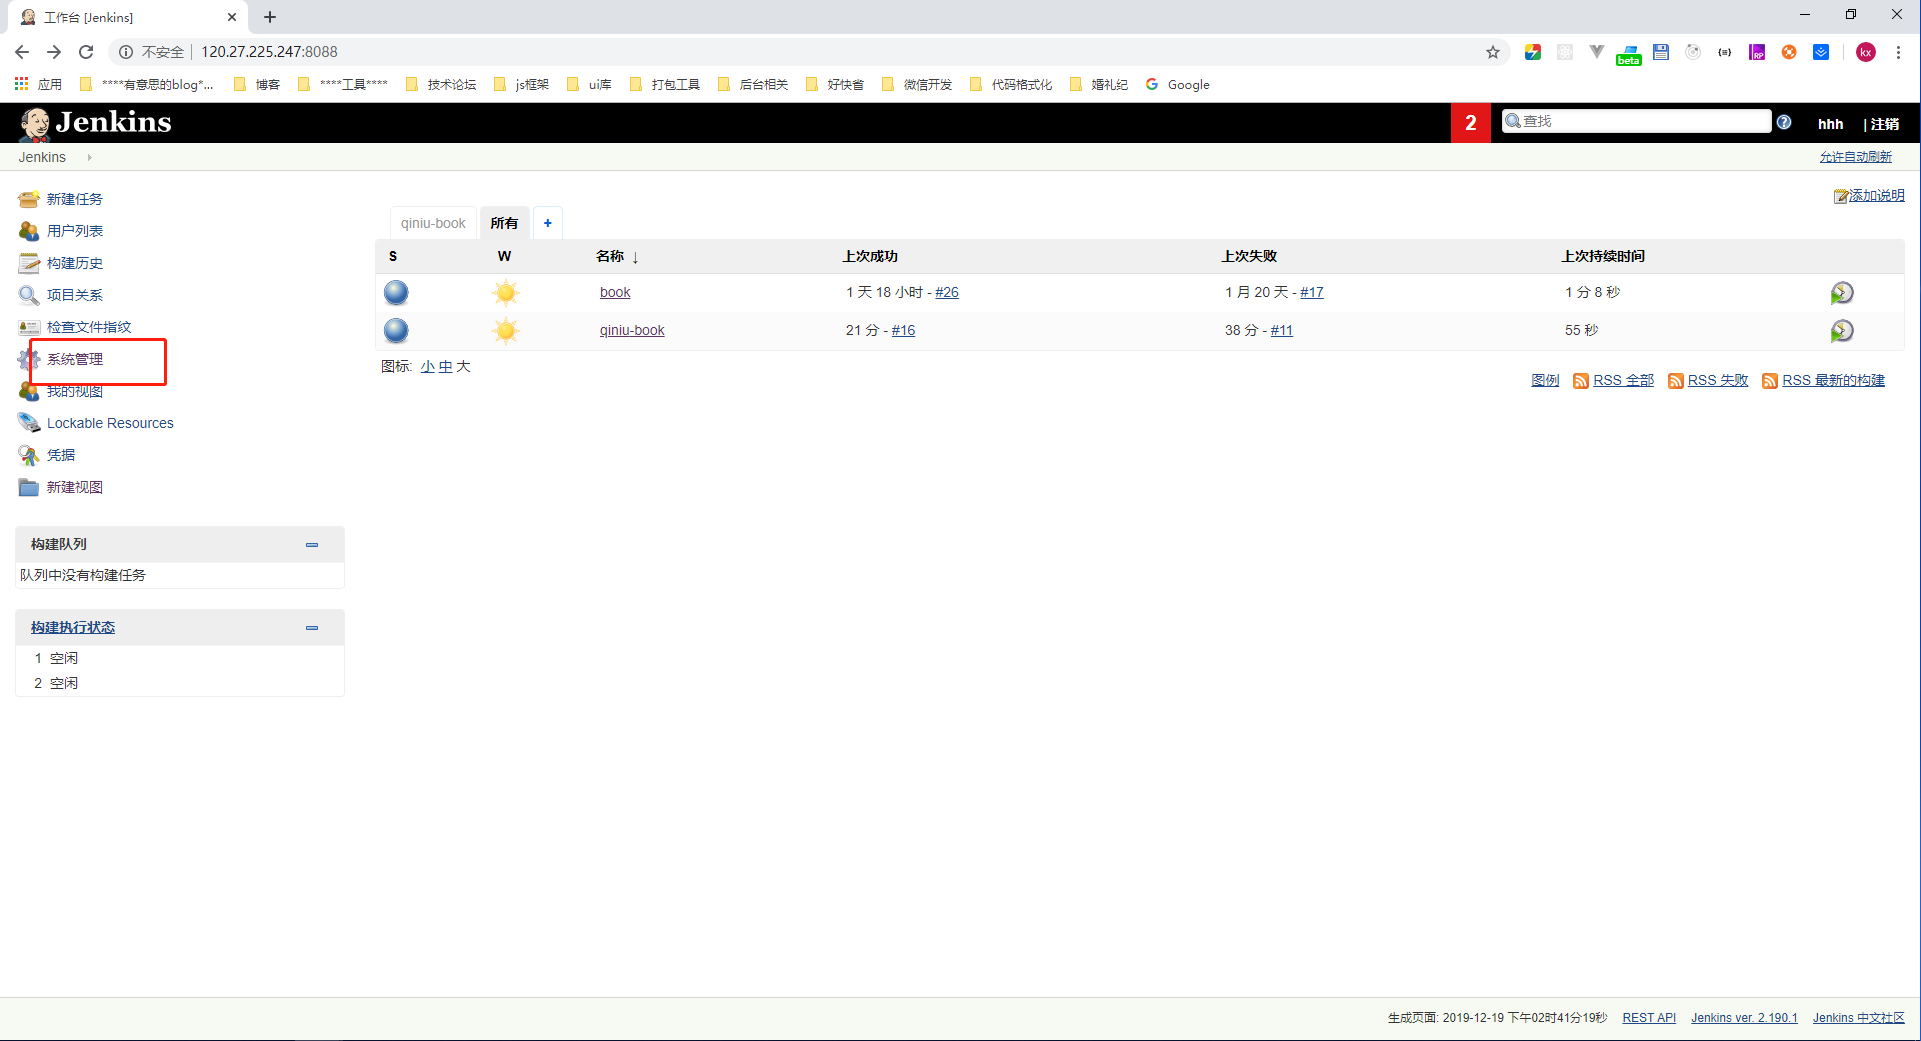 工作台 [Jenkins]
不安全 120.27.225.247:8088
beta {≡} RP kx
应用 ****有意思的blog*... 博客 ****工具**** 技术论坛 js框架 ui库 打包工具 后台相关 好快省 微信开发 代码格式化 婚礼纪 Google
Jenkins 2 查找 hhh | 注销
Jenkins 允许自动刷新
添加说明
新建任务
用户列表
构建历史
项目关系
检查文件指纹
系统管理
我的视图
Lockable Resources
凭据
新建视图
构建队列
队列中没有构建任务
构建执行状态
1 空闲
2 空闲
qiniu-book 所有 +
S W 名称 ↓ 上次成功 上次失败 上次持续时间
book 1 天 18 小时 - #26 1 月 20 天 - #17 1 分 8 秒
qiniu-book 21 分 - #16 38 分 - #11 55 秒
图标: 小 中 大
图例 RSS 全部 RSS 失败 RSS 最新的构建
生成页面: 2019-12-19 下午02时41分19秒 REST API Jenkins ver. 2.190.1 Jenkins 中文社区